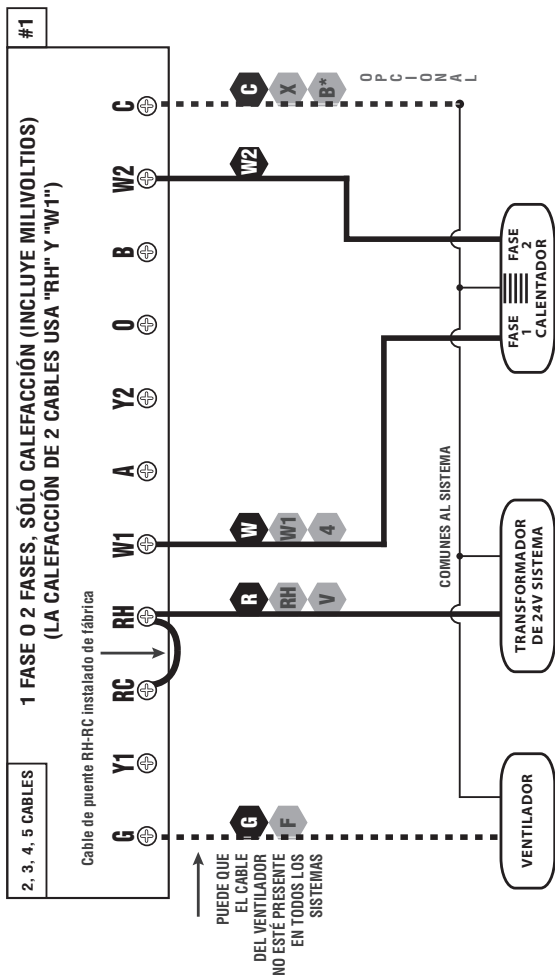 2, 3, 4, 5 CABLES
1 FASE O 2 FASES, SÓLO CALEFACCIÓN (INCLUYE MILIVOLTIOS)
(LA CALEFACCIÓN DE 2 CABLES USA "RH" Y "W1")
#1
Cable de puente RH-RC instalado de fábrica
G Y1 RC RH W1 A Y2 O B W2 C
PUEDE QUE
EL CABLE
DEL VENTILADOR
NO ESTÉ PRESENTE
EN TODOS LOS
SISTEMAS
G
F
R
RH
V
W
W1
4
W2
C
X
B*
OPCIONAL
COMUNES AL SISTEMA
VENTILADOR
TRANSFORMADOR
DE 24V SISTEMA
FASE
1
FASE
2
CALENTADOR